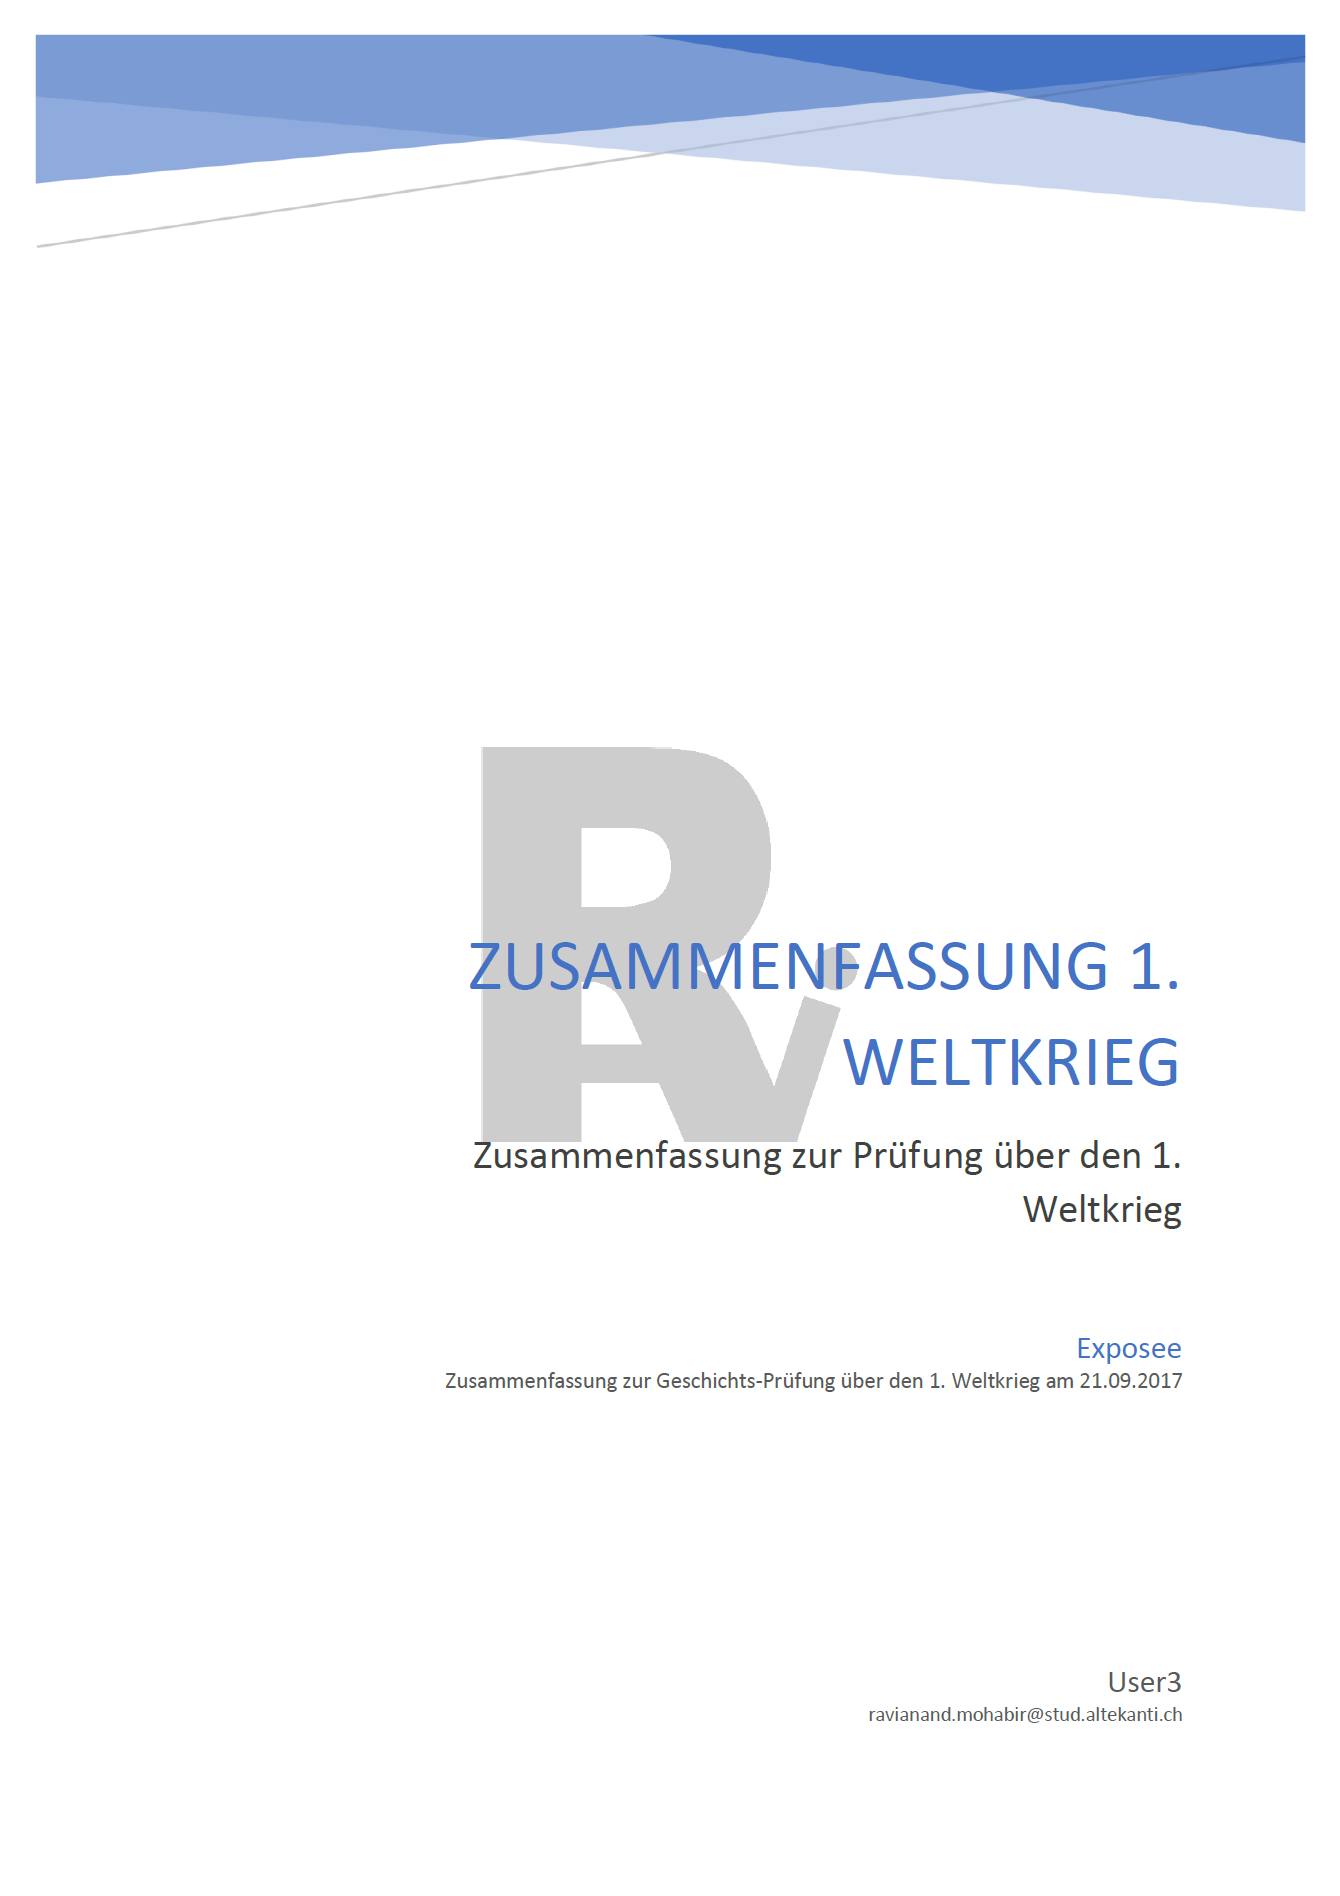 ZUSAMMENFASSUNG 1.
WELTKRIEG
Zusammenfassung zur Prüfung über den 1.
Weltkrieg
Exposee
Zusammenfassung zur Geschichts-Prüfung über den 1. Weltkrieg am 21.09.2017
User3
ravianand.mohabir@stud.altekanti.ch